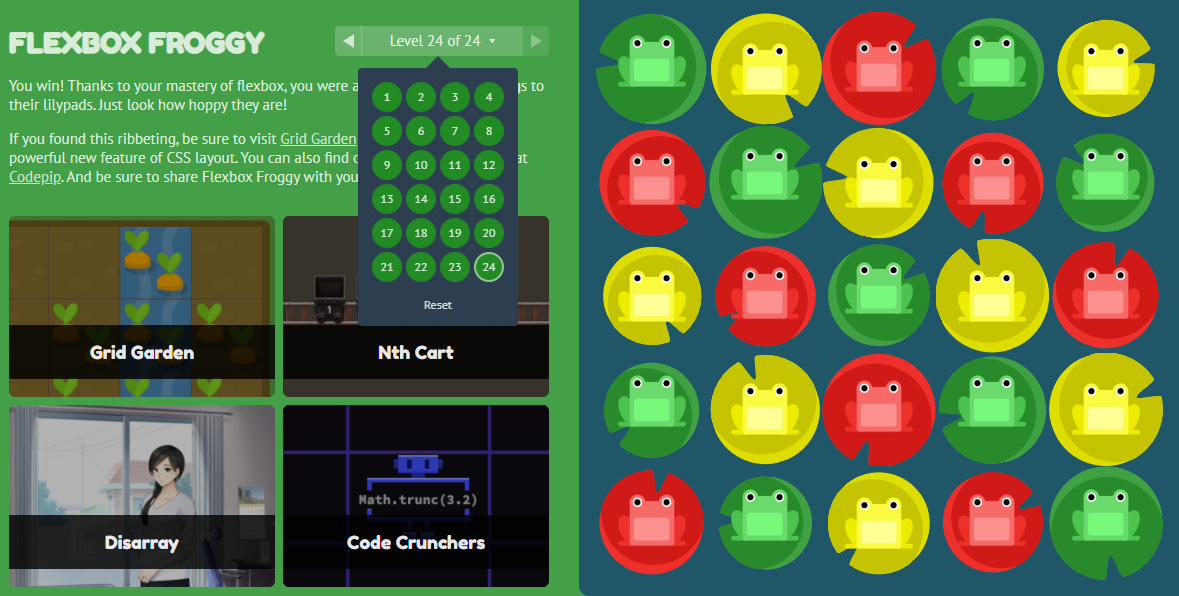 FLEXBOX FROGGY
Level 24 of 24
You win! Thanks to your mastery of flexbox, you were a gs to
their lilypads. Just look how hoppy they are!
If you found this ribbeting, be sure to visit Grid Garden
powerful new feature of CSS layout. You can also find at
Codepip. And be sure to share Flexbox Froggy with you
1 2 3 4
5 6 7 8
9 10 11 12
13 14 15 16
17 18 19 20
21 22 23 24
Reset
1
Grid Garden
Nth Cart
Math.trunc(3.2)
Disarray
Code Crunchers